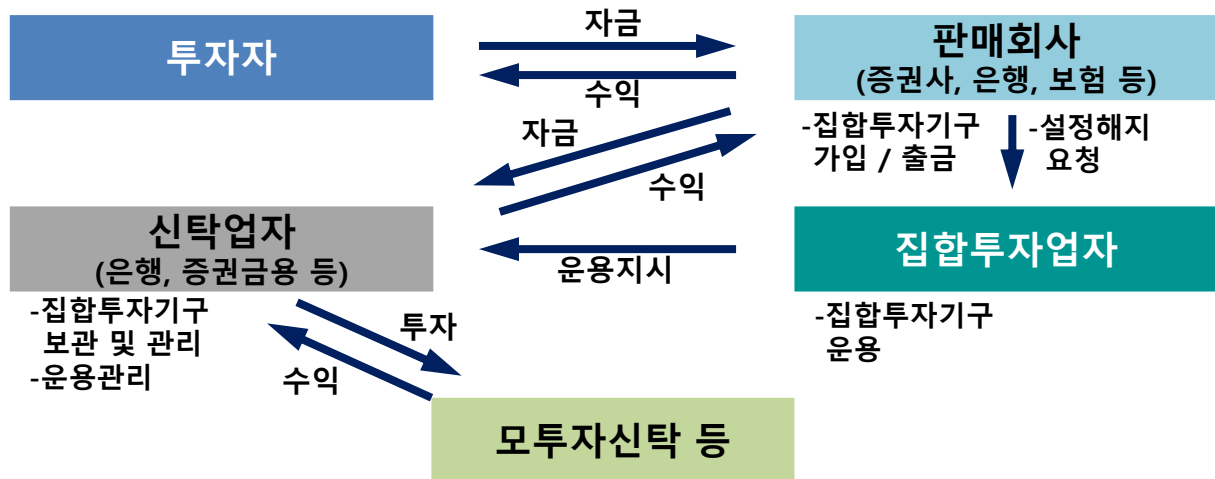 투자자
자금
수익
판매회사
(증권사, 은행, 보험 등)
자금
수익
-집합투자기구
가입 / 출금
-설정해지
요청
신탁업자
(은행, 증권금용 등)
운용지시
집합투자업자
-집합투자기구
보관 및 관리
-운용관리
투자
수익
-집합투자기구
운용
모투자신탁 등